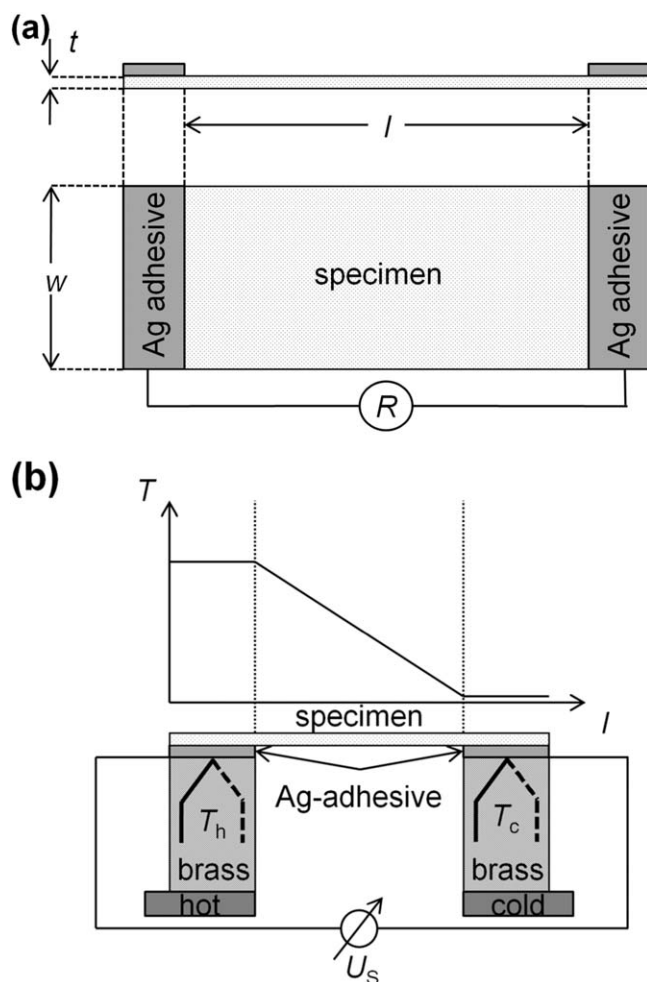 (a)
t
l
w
Ag adhesive
specimen
Ag adhesive
R
(b)
T
specimen
l
Ag-adhesive
Th
Tc
brass
brass
hot
cold
US